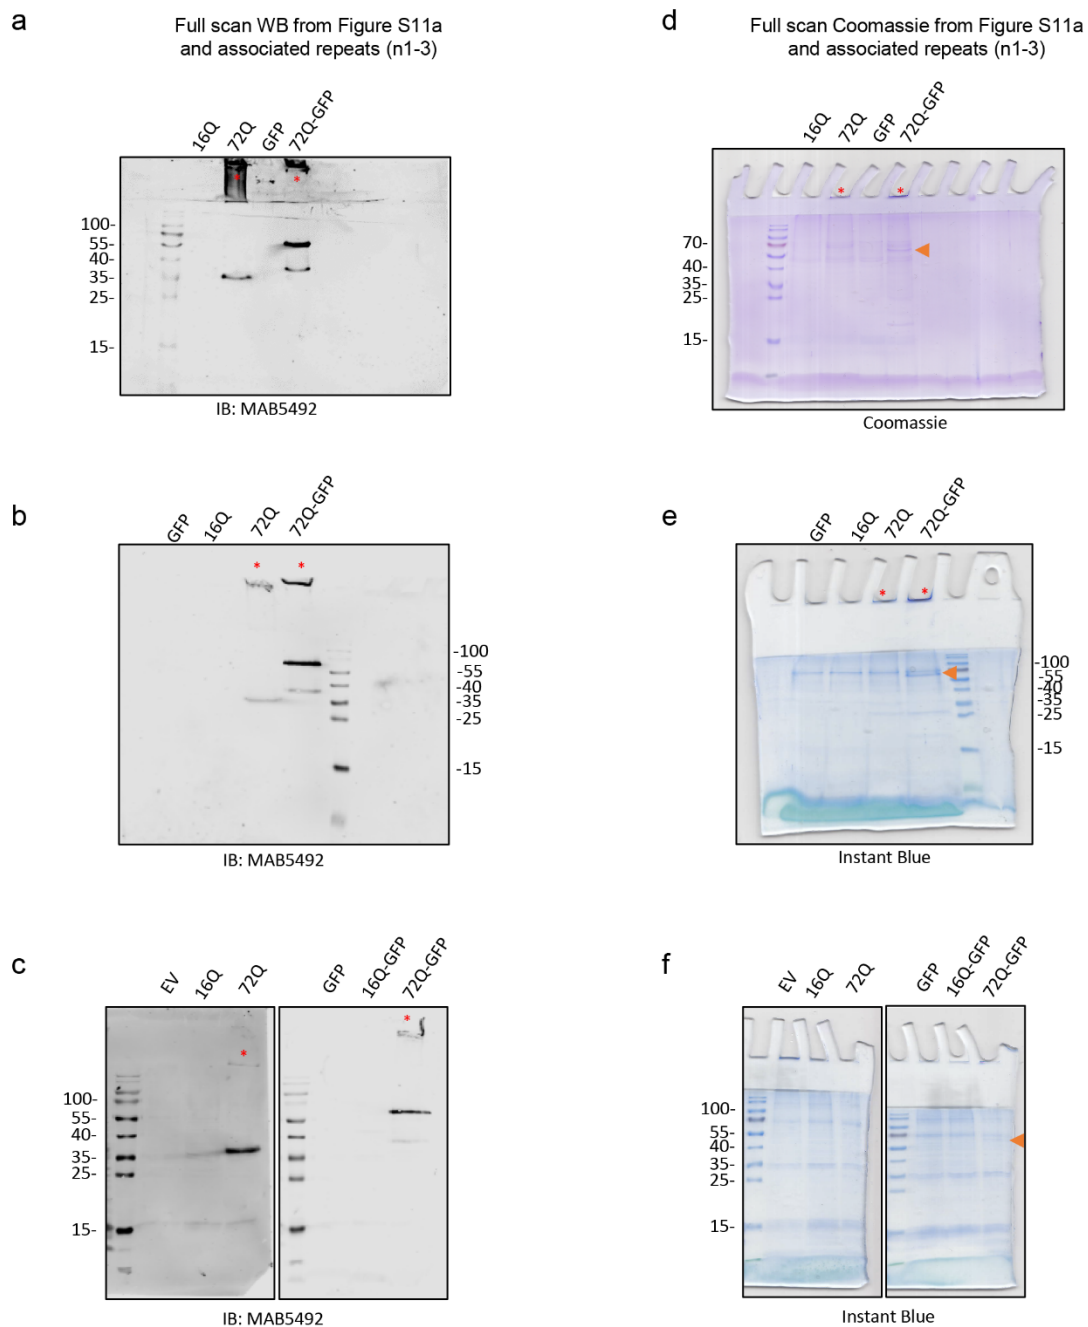 a
Full scan WB from Figure S11a
and associated repeats (n1-3)
16Q
72Q
GFP
72Q-GFP
*
*
100-
55-
40-
35-
25-
15-
IB: MAB5492
b
GFP
16Q
72Q
72Q-GFP
*
*
-100
-55
-40
-35
-25
-15
IB: MAB5492
c
EV
16Q
72Q
GFP
16Q-GFP
72Q-GFP
*
*
100-
55-
40-
35-
25-
15-
IB: MAB5492
d
Full scan Coomassie from Figure S11a
and associated repeats (n1-3)
16Q
72Q
GFP
72Q-GFP
*
*
70-
40-
35-
25-
15-
Coomassie
e
GFP
16Q
72Q
72Q-GFP
*
*
-100
-55
-40
-35
-25
-15
Instant Blue
f
EV
16Q
72Q
GFP
16Q-GFP
72Q-GFP
100-
55-
40-
35-
25-
15-
Instant Blue